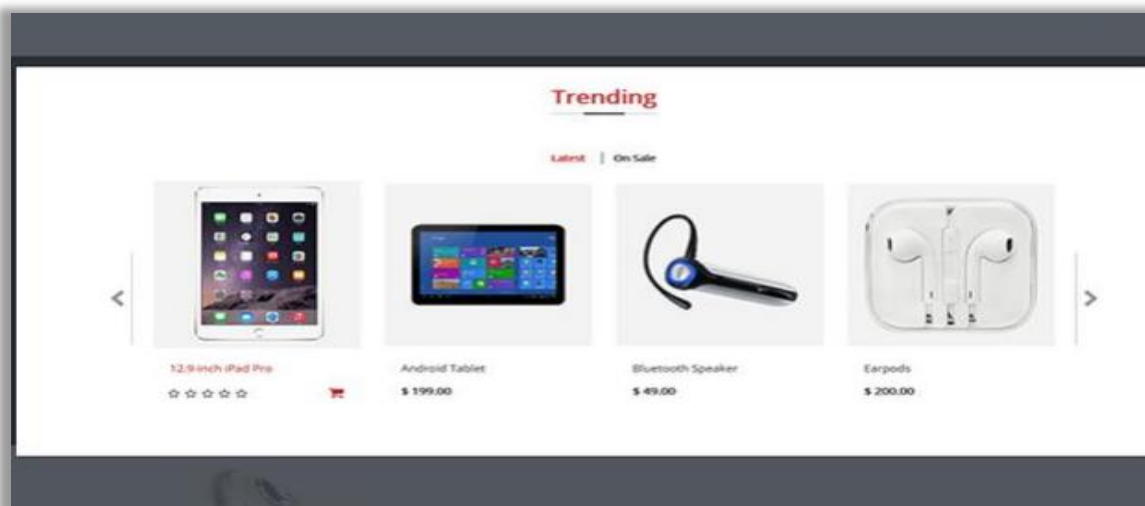 Trending
Latest | On Sale
12.9-inch iPad Pro
Android Tablet
$ 199.00
Bluetooth Speaker
$ 49.00
Earpods
$ 200.00